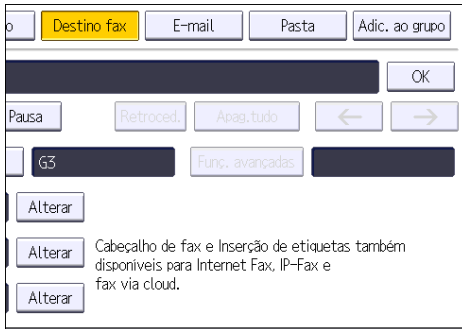 o Destino fax E-mail Pasta Adic. ao grupo
OK
Pausa Retroced. Apag.tudo ← →
G3 Funç. avançadas
Alterar
Alterar Cabeçalho de fax e Inserção de etiquetas também
disponíveis para Internet Fax, IP-Fax e
fax via cloud.
Alterar